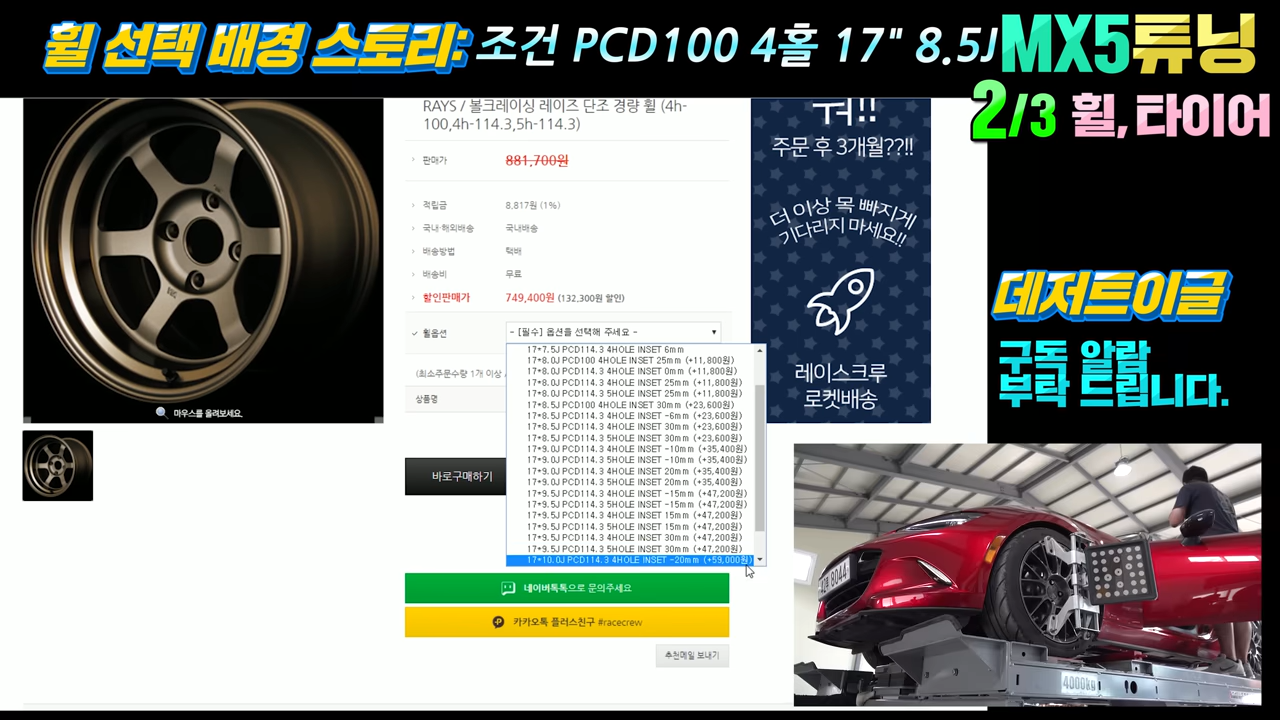 휠 선택 배경 스토리: 조건 PCD100 4홀 17" 8.5J
MX5튜닝
2/3 휠, 타이어
RAYS / 볼크레이싱 레이즈 단조 경량 휠 (4h-
100,4h-114.3,5h-114.3)
판매가 881,700원
적립금 8,817원 (1%)
국내·해외배송 국내배송
배송방법 택배
배송비 무료
할인판매가 749,400원 (132,300원 할인)
휠옵션 - [필수] 옵션을 선택해 주세요 -
17*7.5J PCD114.3 4HOLE INSET 6mm
17*8.0J PCD100 4HOLE INSET 25mm (+11,800원)
17*8.0J PCD114.3 4HOLE INSET 0mm (+11,800원)
17*8.0J PCD114.3 4HOLE INSET 25mm (+11,800원)
17*8.0J PCD114.3 5HOLE INSET 25mm (+11,800원)
17*8.5J PCD100 4HOLE INSET 30mm (+23,600원)
17*8.5J PCD114.3 4HOLE INSET -6mm (+23,600원)
17*8.5J PCD114.3 4HOLE INSET 30mm (+23,600원)
17*8.5J PCD114.3 5HOLE INSET 30mm (+23,600원)
17*9.0J PCD114.3 4HOLE INSET -10mm (+35,400원)
17*9.0J PCD114.3 5HOLE INSET -10mm (+35,400원)
17*9.0J PCD114.3 4HOLE INSET 20mm (+35,400원)
17*9.0J PCD114.3 5HOLE INSET 20mm (+35,400원)
17*9.5J PCD114.3 4HOLE INSET -15mm (+47,200원)
17*9.5J PCD114.3 5HOLE INSET -15mm (+47,200원)
17*9.5J PCD114.3 4HOLE INSET 15mm (+47,200원)
17*9.5J PCD114.3 5HOLE INSET 15mm (+47,200원)
17*9.5J PCD114.3 4HOLE INSET 30mm (+47,200원)
17*9.5J PCD114.3 5HOLE INSET 30mm (+47,200원)
17*10.0J PCD114.3 4HOLE INSET -20mm (+59,000원)
(최소주문수량 1개 이상 /
상품명
마우스를 올려보세요.
바로구매하기
네이버톡톡으로 문의주세요
카카오톡 플러스친구 #racecrew
추천메일 보내기
뭐!!
주문 후 3개월??!!
더 이상 목 빠지게
기다리지 마세요!!
레이스크루
로켓배송
데저트이글
구독 알람
부탁 드립니다.
8044
4000kg